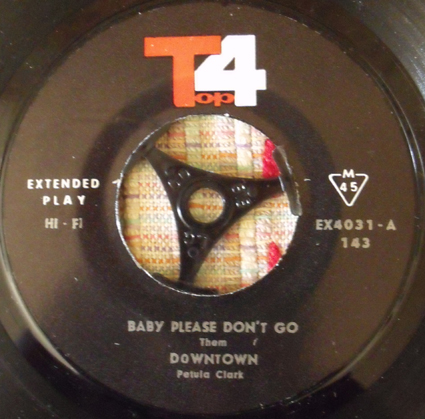 Top 4
EXTENDED
PLAY
HI - FI
M
45
EX4031-A
143
BABY PLEASE DON'T GO
Them
DOWNTOWN
Petula Clark